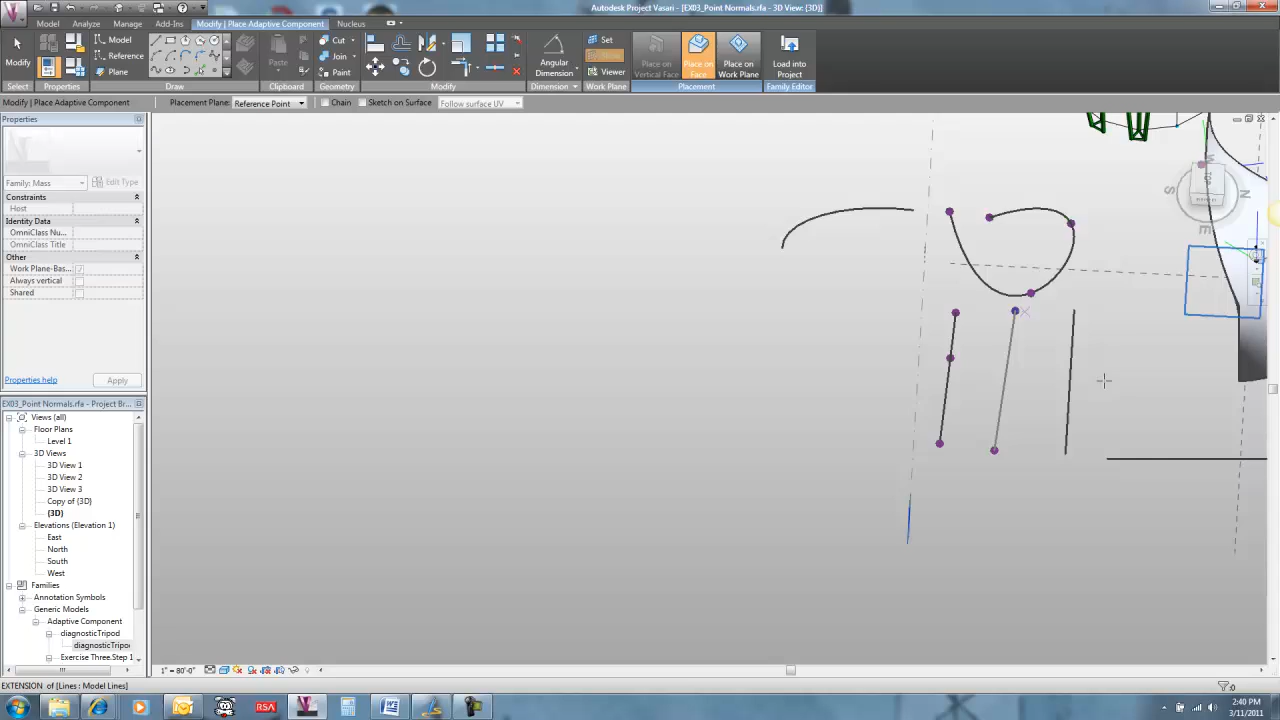 Autodesk Project Vasari - [EX03_Point Normals.rfa - 3D View: {3D}]
Model Create Analyze Manage Add-Ins Modify | Place Adaptive Component Nucleus
Modify
Model
Reference
Plane
Paste
Cut
Join
Paint
Angular
Dimension
Set
Show
Viewer
Place on
Vertical Face
Place on
Face
Place on
Work Plane
Load into
Project
Select Properties Draw Clipboard Geometry Modify Dimension Work Plane Placement Family Editor
Modify | Place Adaptive Component Placement Plane: Reference Point Chain Sketch on Surface Follow surface UV
Properties
Family: Mass Edit Type
Constraints
Host
Identity Data
OmniClass Nu...
OmniClass Title
Other
Work Plane-Bas...
Always vertical
Shared
Properties help Apply
EX03_Point Normals.rfa - Project Br...
Views (all)
Floor Plans
Level 1
3D Views
3D View 1
3D View 2
3D View 3
Copy of {3D}
{3D}
Elevations (Elevation 1)
East
North
South
West
Families
Annotation Symbols
Generic Models
Adaptive Component
diagnosticTripod
diagnosticTripo
Exercise Three.Step 1
TOP
W
S
N
E
1" = 80'-0"
EXTENSION of [Lines : Model Lines]
:0
RSA
2:40 PM
3/11/2011